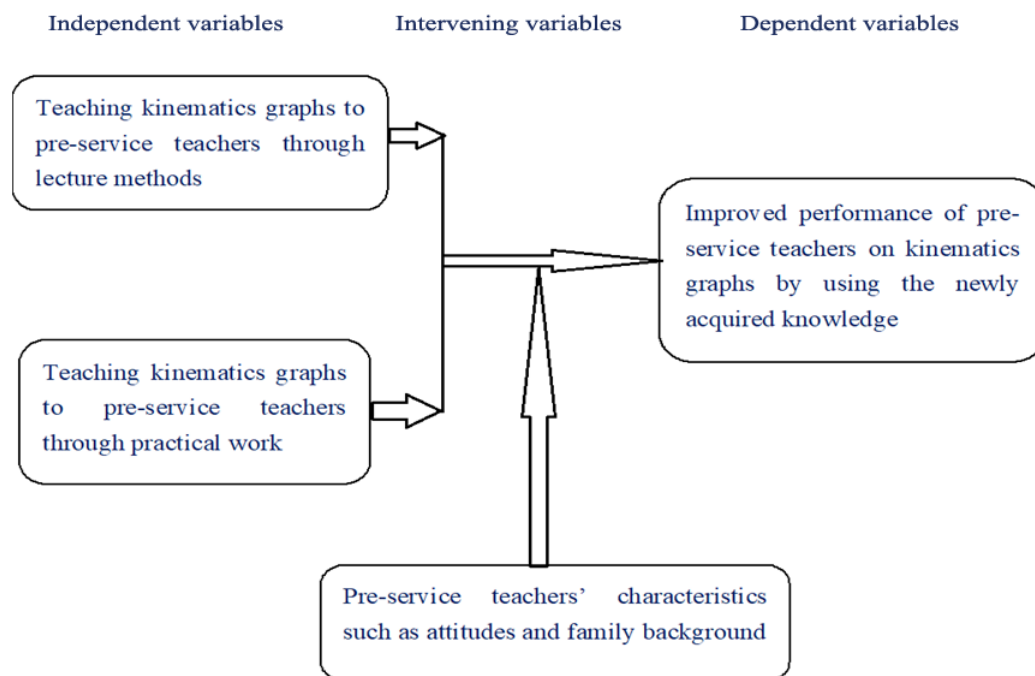 Independent variables
Intervening variables
Dependent variables
Teaching kinematics graphs to
pre-service teachers through
lecture methods
Improved performance of pre-
service teachers on kinematics
graphs by using the newly
acquired knowledge
Teaching kinematics graphs
to pre-service teachers
through practical work
Pre-service teachers’ characteristics
such as attitudes and family background